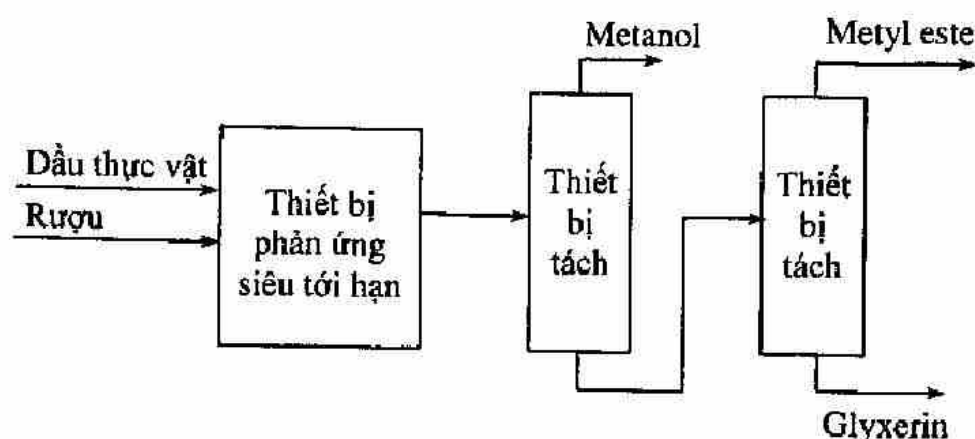 Metanol
Metyl este
Dầu thực vật
Rượu
Thiết bị
phản ứng
siêu tới hạn
Thiết
bị
tách
Thiết
bị
tách
Glyxerin